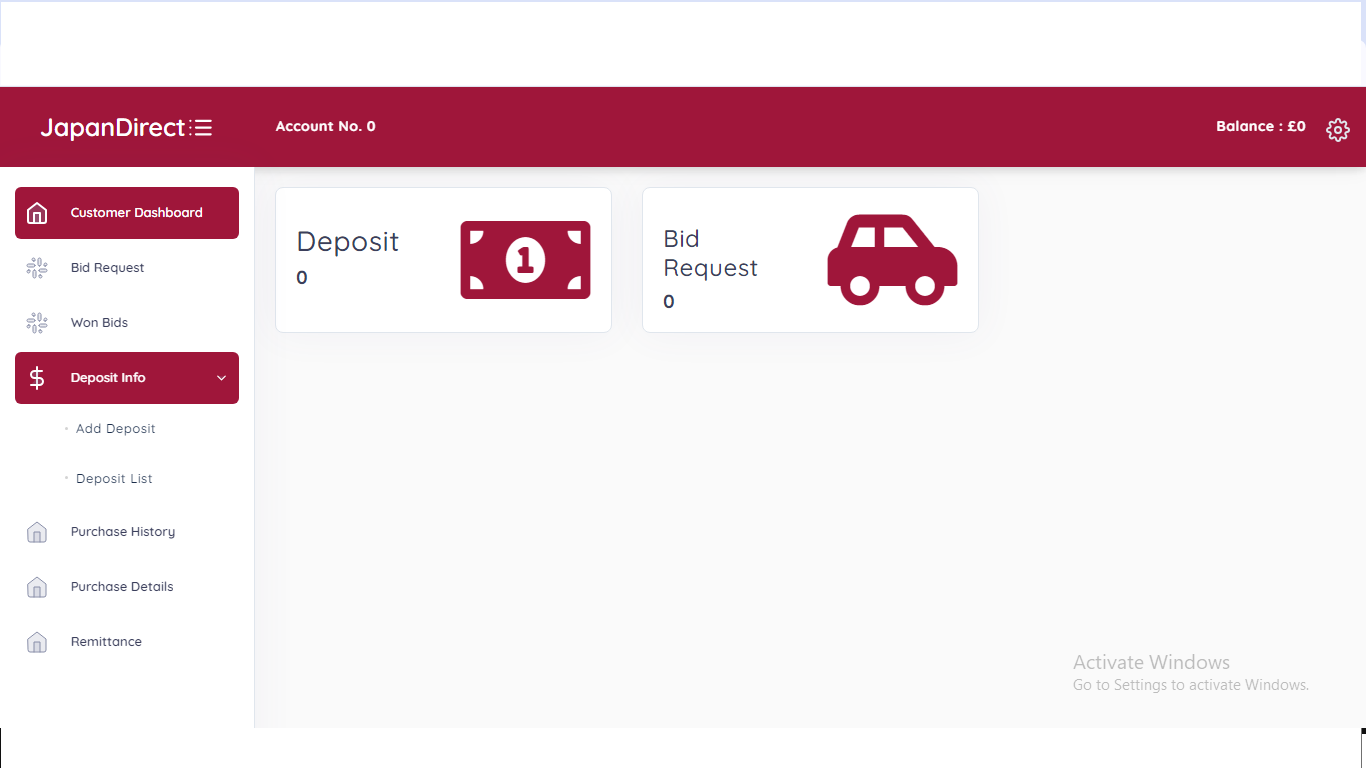 JapanDirect
Account No. 0
Balance : £0
Customer Dashboard
Bid Request
Won Bids
Deposit Info
Add Deposit
Deposit List
Purchase History
Purchase Details
Remittance
Deposit
0
1
Bid
Request
0
Activate Windows
Go to Settings to activate Windows.